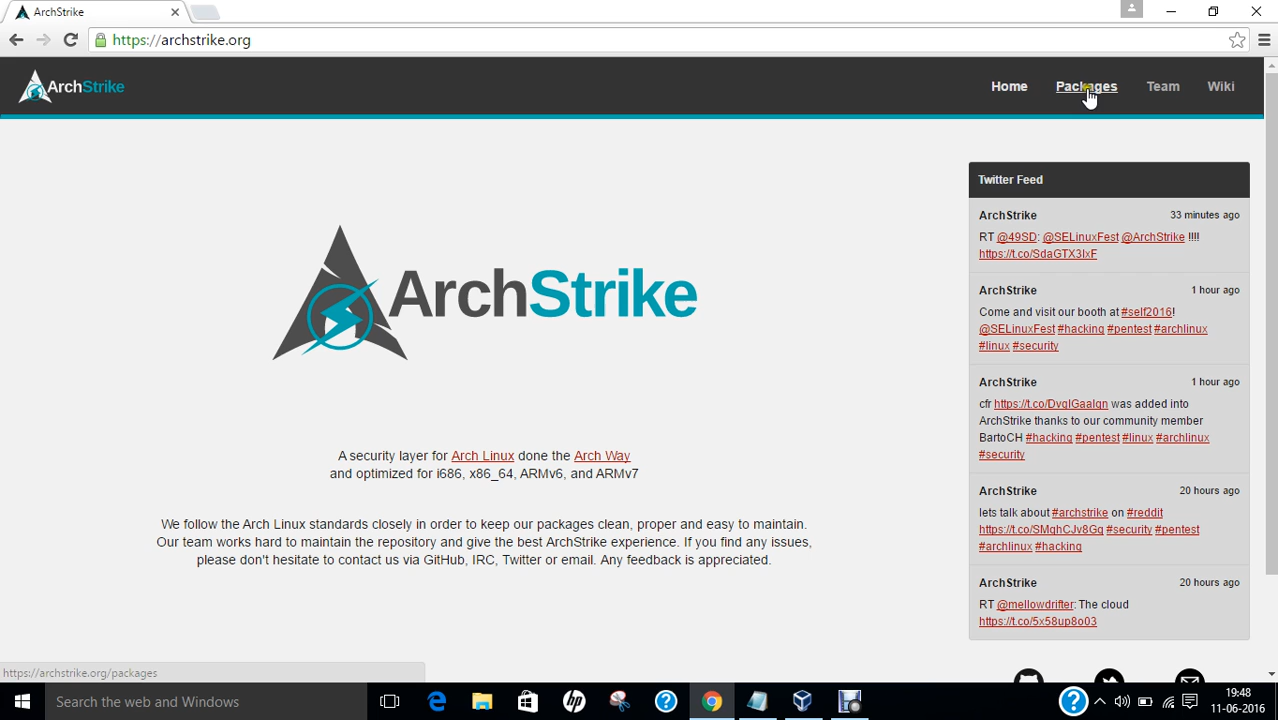 ArchStrike
https://archstrike.org
ArchStrike
Home
Packages
Team
Wiki
ArchStrike
A security layer for Arch Linux done the Arch Way
and optimized for i686, x86_64, ARMv6, and ARMv7
We follow the Arch Linux standards closely in order to keep our packages clean, proper and easy to maintain.
Our team works hard to maintain the repository and give the best ArchStrike experience. If you find any issues,
please don't hesitate to contact us via GitHub, IRC, Twitter or email. Any feedback is appreciated.
Twitter Feed
ArchStrike 33 minutes ago
RT @49SD: @SELinuxFest @ArchStrike !!!!
https://t.co/SdaGTX3IxF
ArchStrike 1 hour ago
Come and visit our booth at #self2016!
@SELinuxFest #hacking #pentest #archlinux
#linux #security
ArchStrike 1 hour ago
cfr https://t.co/DvqIGaaIqn was added into
ArchStrike thanks to our community member
BartoCH #hacking #pentest #linux #archlinux
#security
ArchStrike 20 hours ago
lets talk about #archstrike on #reddit
https://t.co/SMqhCJv8Gq #security #pentest
#archlinux #hacking
ArchStrike 20 hours ago
RT @mellowdrifter: The cloud
https://t.co/5x58up8o03
https://archstrike.org/packages
Search the web and Windows
hp
19:48
11-06-2016